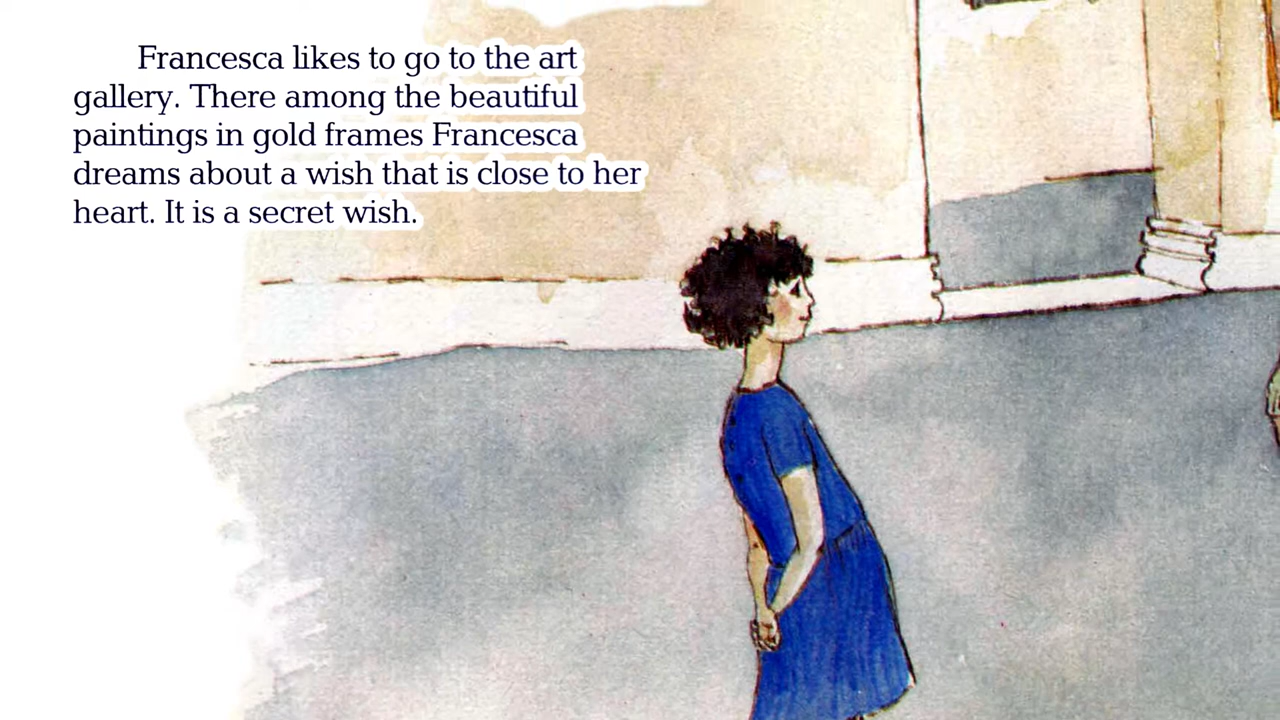 Francesca likes to go to the art
gallery. There among the beautiful
paintings in gold frames Francesca
dreams about a wish that is close to her
heart. It is a secret wish.